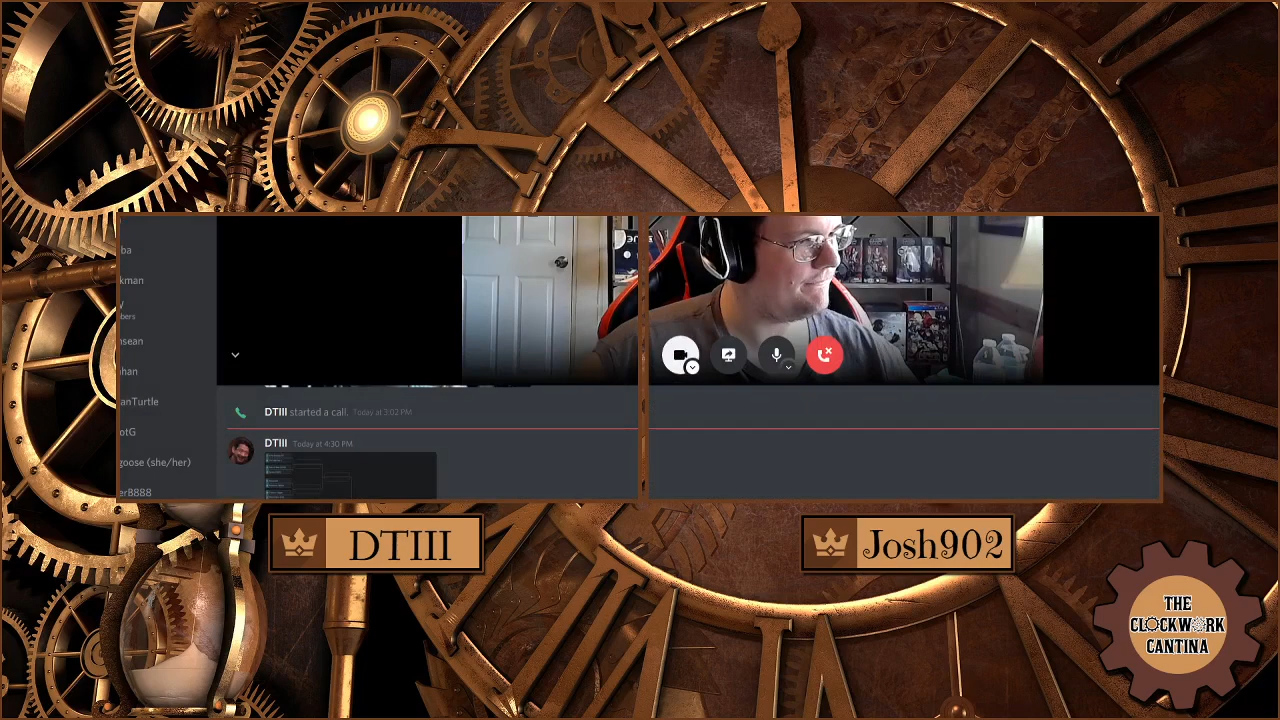 ba
kman
y
bers
nsean
han
anTurtle
otG
goose (she/her)
er8888
DTIII started a call. Today at 3:02 PM
DTIII Today at 4:30 PM
DTIII
Josh902
THE
CLOCKWORK
CANTINA